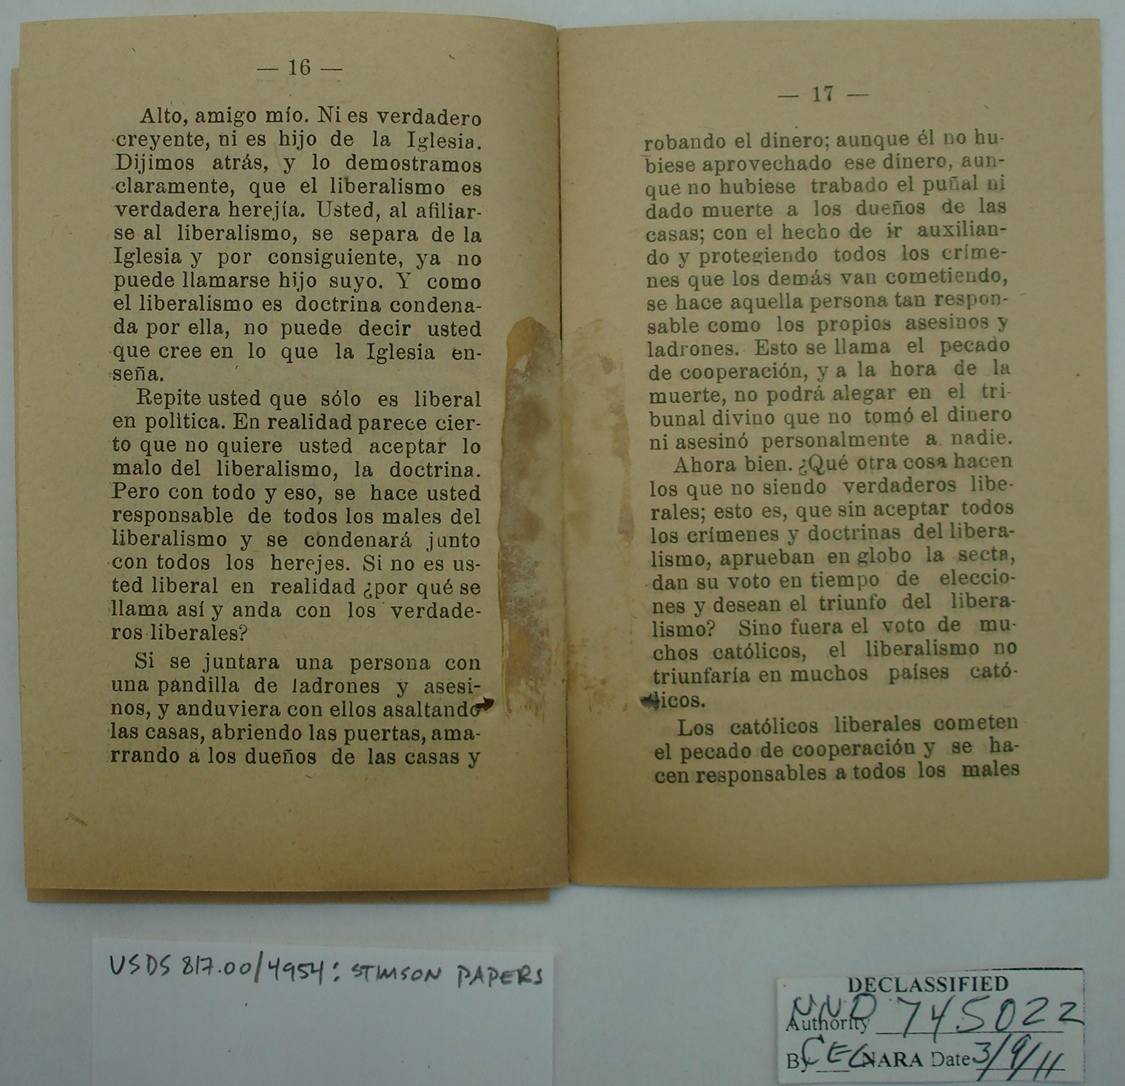 — 16 —
Alto, amigo mío. Ni es verdadero
creyente, ni es hijo de la Iglesia.
Dijimos atrás, y lo demostramos
claramente, que el liberalismo es
verdadera herejía. Usted, al afiliar-
se al liberalismo, se separa de la
Iglesia y por consiguiente, ya no
puede llamarse hijo suyo. Y como
el liberalismo es doctrina condena-
da por ella, no puede decir usted
que cree en lo que la Iglesia en-
seña.
Repite usted que sólo es liberal
en política. En realidad parece cier-
to que no quiere usted aceptar lo
malo del liberalismo, la doctrina.
Pero con todo y eso, se hace usted
responsable de todos los males del
liberalismo y se condenará junto
con todos los herejes. Si no es us-
ted liberal en realidad ¿por qué se
llama así y anda con los verdade-
ros liberales?
Si se juntara una persona con
una pandilla de ladrones y asesi-
nos, y anduviera con ellos asaltando
las casas, abriendo las puertas, ama-
rrando a los dueños de las casas y
— 17 —
robando el dinero; aunque él no hu-
biese aprovechado ese dinero, aun-
que no hubiese trabado el puñal ni
dado muerte a los dueños de las
casas; con el hecho de ir auxilian-
do y protegiendo todos los críme-
nes que los demás van cometiendo,
se hace aquella persona tan respon-
sable como los propios asesinos y
ladrones. Esto se llama el pecado
de cooperación, y a la hora de la
muerte, no podrá alegar en el tri-
bunal divino que no tomó el dinero
ni asesinó personalmente a nadie.
Ahora bien. ¿Qué otra cosa hacen
los que no siendo verdaderos libe-
rales; esto es, que sin aceptar todos
los crímenes y doctrinas del libera-
lismo, aprueban en globo la secta,
dan su voto en tiempo de eleccio-
nes y desean el triunfo del libera-
lismo? Sino fuera el voto de mu-
chos católicos, el liberalismo no
triunfaría en muchos países cató-
licos.
Los católicos liberales cometen
el pecado de cooperación y se ha-
cen responsables a todos los males
USDS 817.00/4954: STIMSON PAPERS
DECLASSIFIED
Authority NND 745022
By CEC NARA Date 3/9/11